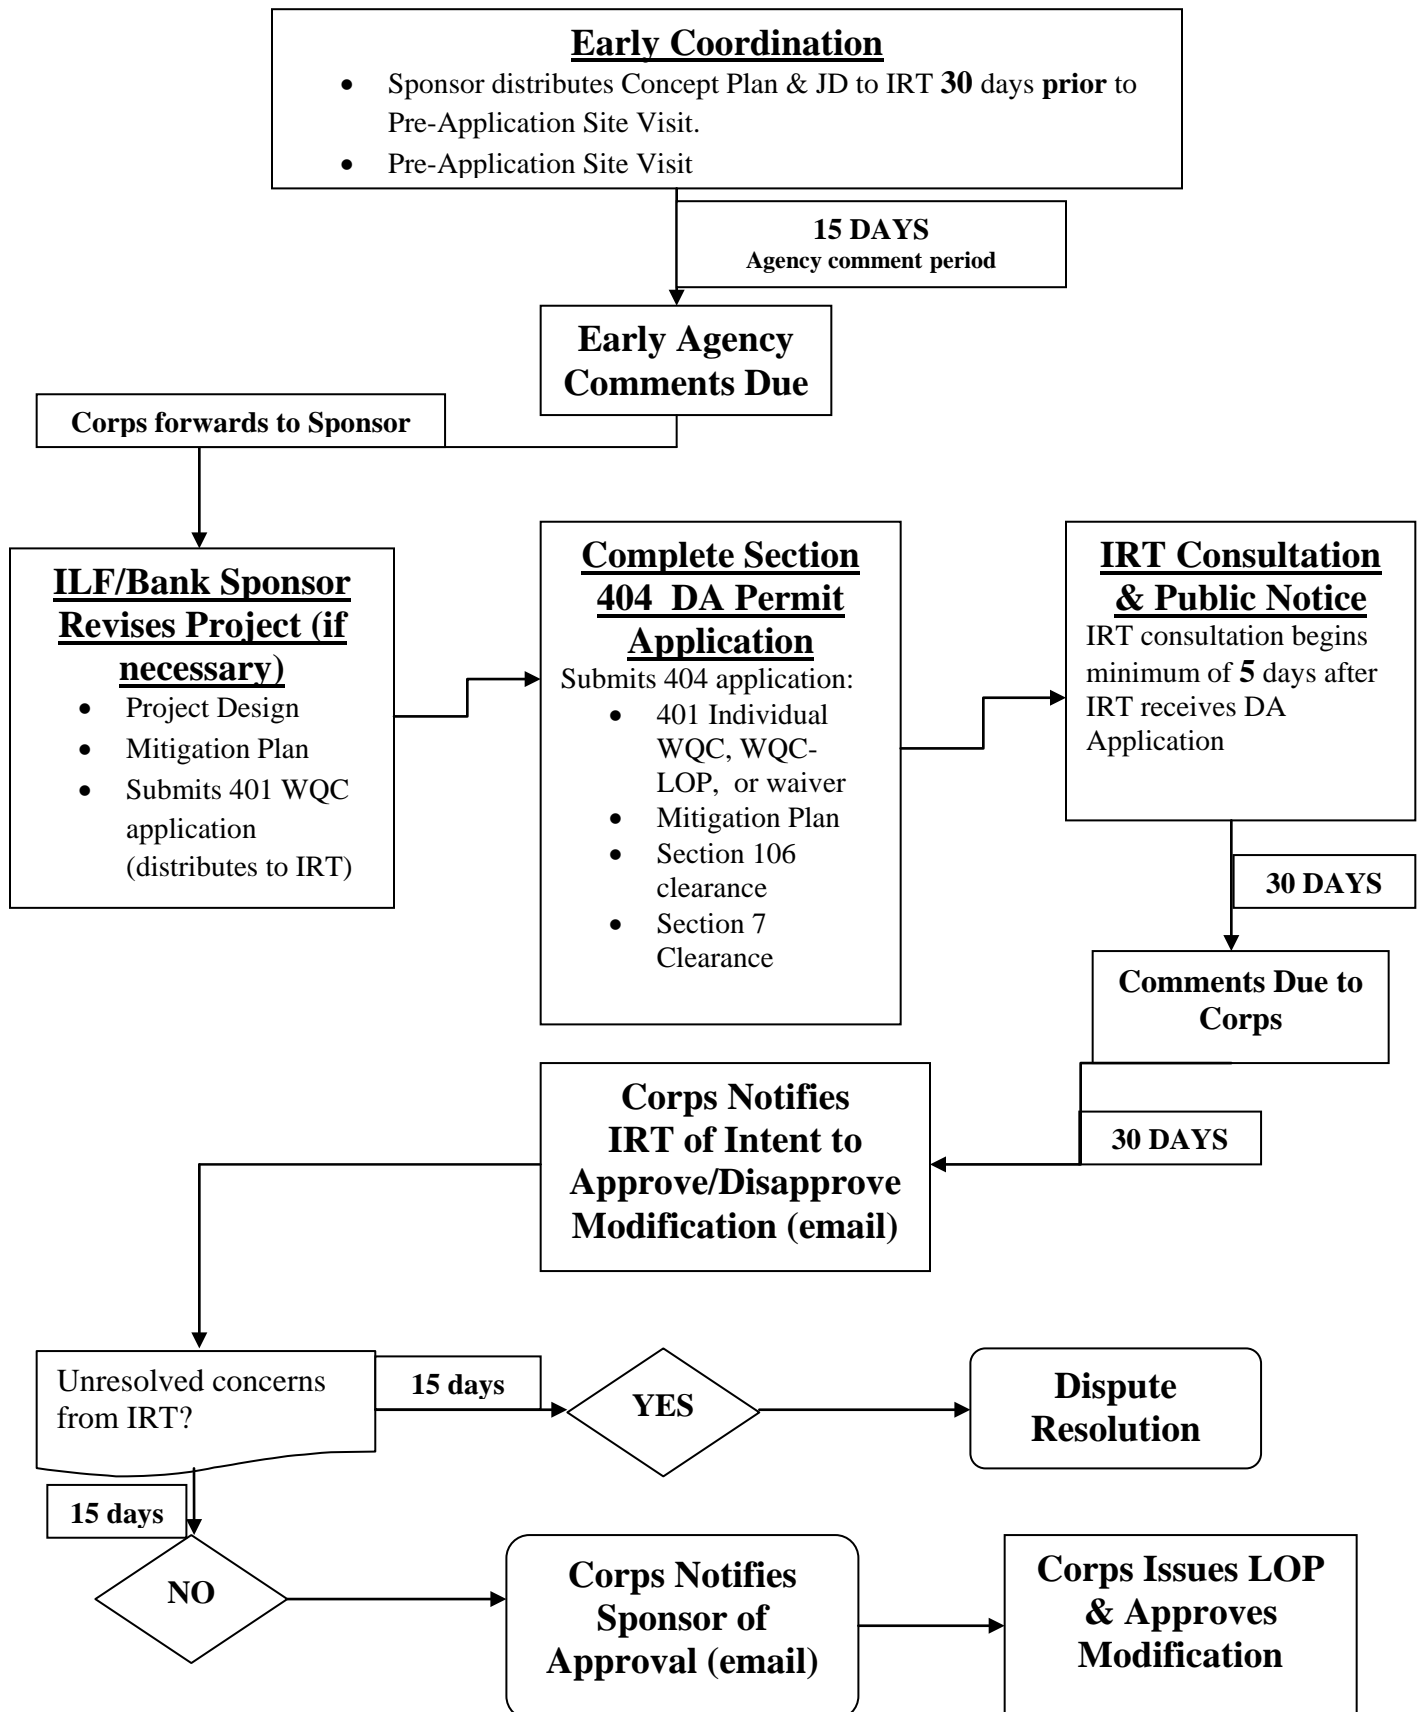 Early Coordination
• Sponsor distributes Concept Plan & JD to IRT 30 days prior to
Pre-Application Site Visit.
• Pre-Application Site Visit
15 DAYS
Agency comment period
Early Agency
Comments Due
Corps forwards to Sponsor
ILF/Bank Sponsor
Revises Project (if
necessary)
• Project Design
• Mitigation Plan
• Submits 401 WQC
application
(distributes to IRT)
Complete Section
404 DA Permit
Application
Submits 404 application:
• 401 Individual
WQC, WQC-
LOP, or waiver
• Mitigation Plan
• Section 106
clearance
• Section 7
Clearance
IRT Consultation
& Public Notice
IRT consultation begins
minimum of 5 days after
IRT receives DA
Application
30 DAYS
Comments Due to
Corps
30 DAYS
Corps Notifies
IRT of Intent to
Approve/Disapprove
Modification (email)
Unresolved concerns
from IRT?
15 days
YES
Dispute
Resolution
15 days
NO
Corps Notifies
Sponsor of
Approval (email)
Corps Issues LOP
& Approves
Modification